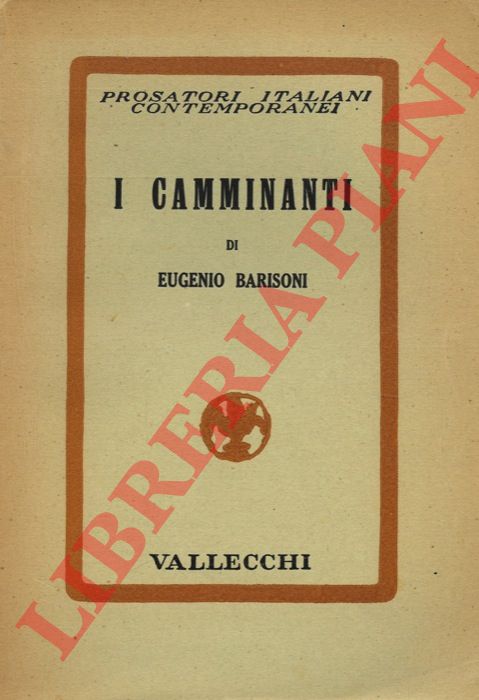 PROSATORI ITALIANI
CONTEMPORANEI
I CAMMINANTI
DI
EUGENIO BARISONI
VALLECCHI
LIBRERIA PIANI